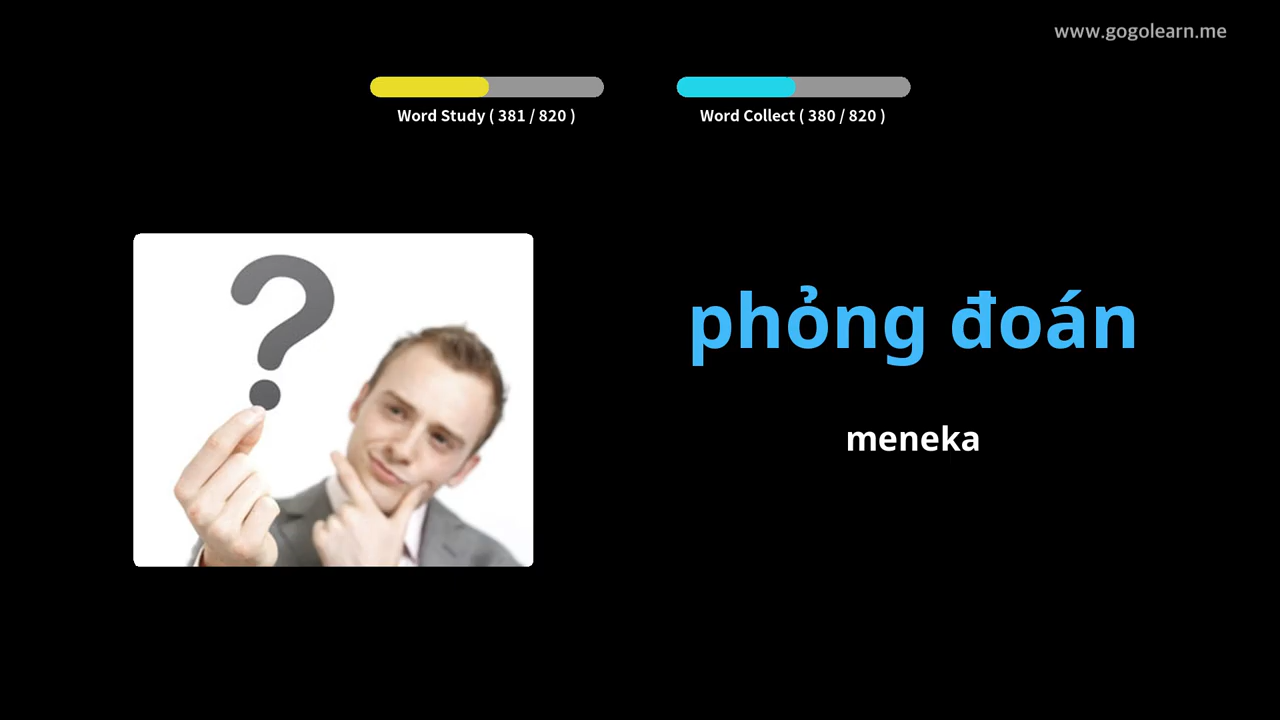 www.gogolearn.me
Word Study ( 381 / 820 )
Word Collect ( 380 / 820 )
phỏng đoán
meneka